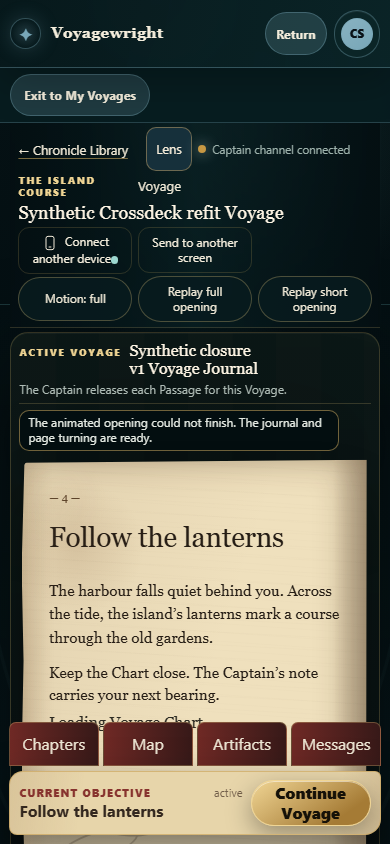 Voyagewright
Return
CS
Exit to My Voyages
← Chronicle Library
Lens
Captain channel connected
THE ISLAND
COURSE
Voyage
Synthetic Crossdeck refit Voyage
Connect
another device
Send to another
screen
Motion: full
Replay full
opening
Replay short
opening
ACTIVE VOYAGE
Synthetic closure
v1 Voyage Journal
The Captain releases each Passage for this Voyage.
The animated opening could not finish. The journal and
page turning are ready.
— 4 —
Follow the lanterns
The harbour falls quiet behind you. Across
the tide, the island’s lanterns mark a course
through the old gardens.
Keep the Chart close. The Captain’s note
carries your next bearing.
Loading Voyage Chart
Chapters
Map
Artifacts
Messages
CURRENT OBJECTIVE
Follow the lanterns
active
Continue
Voyage